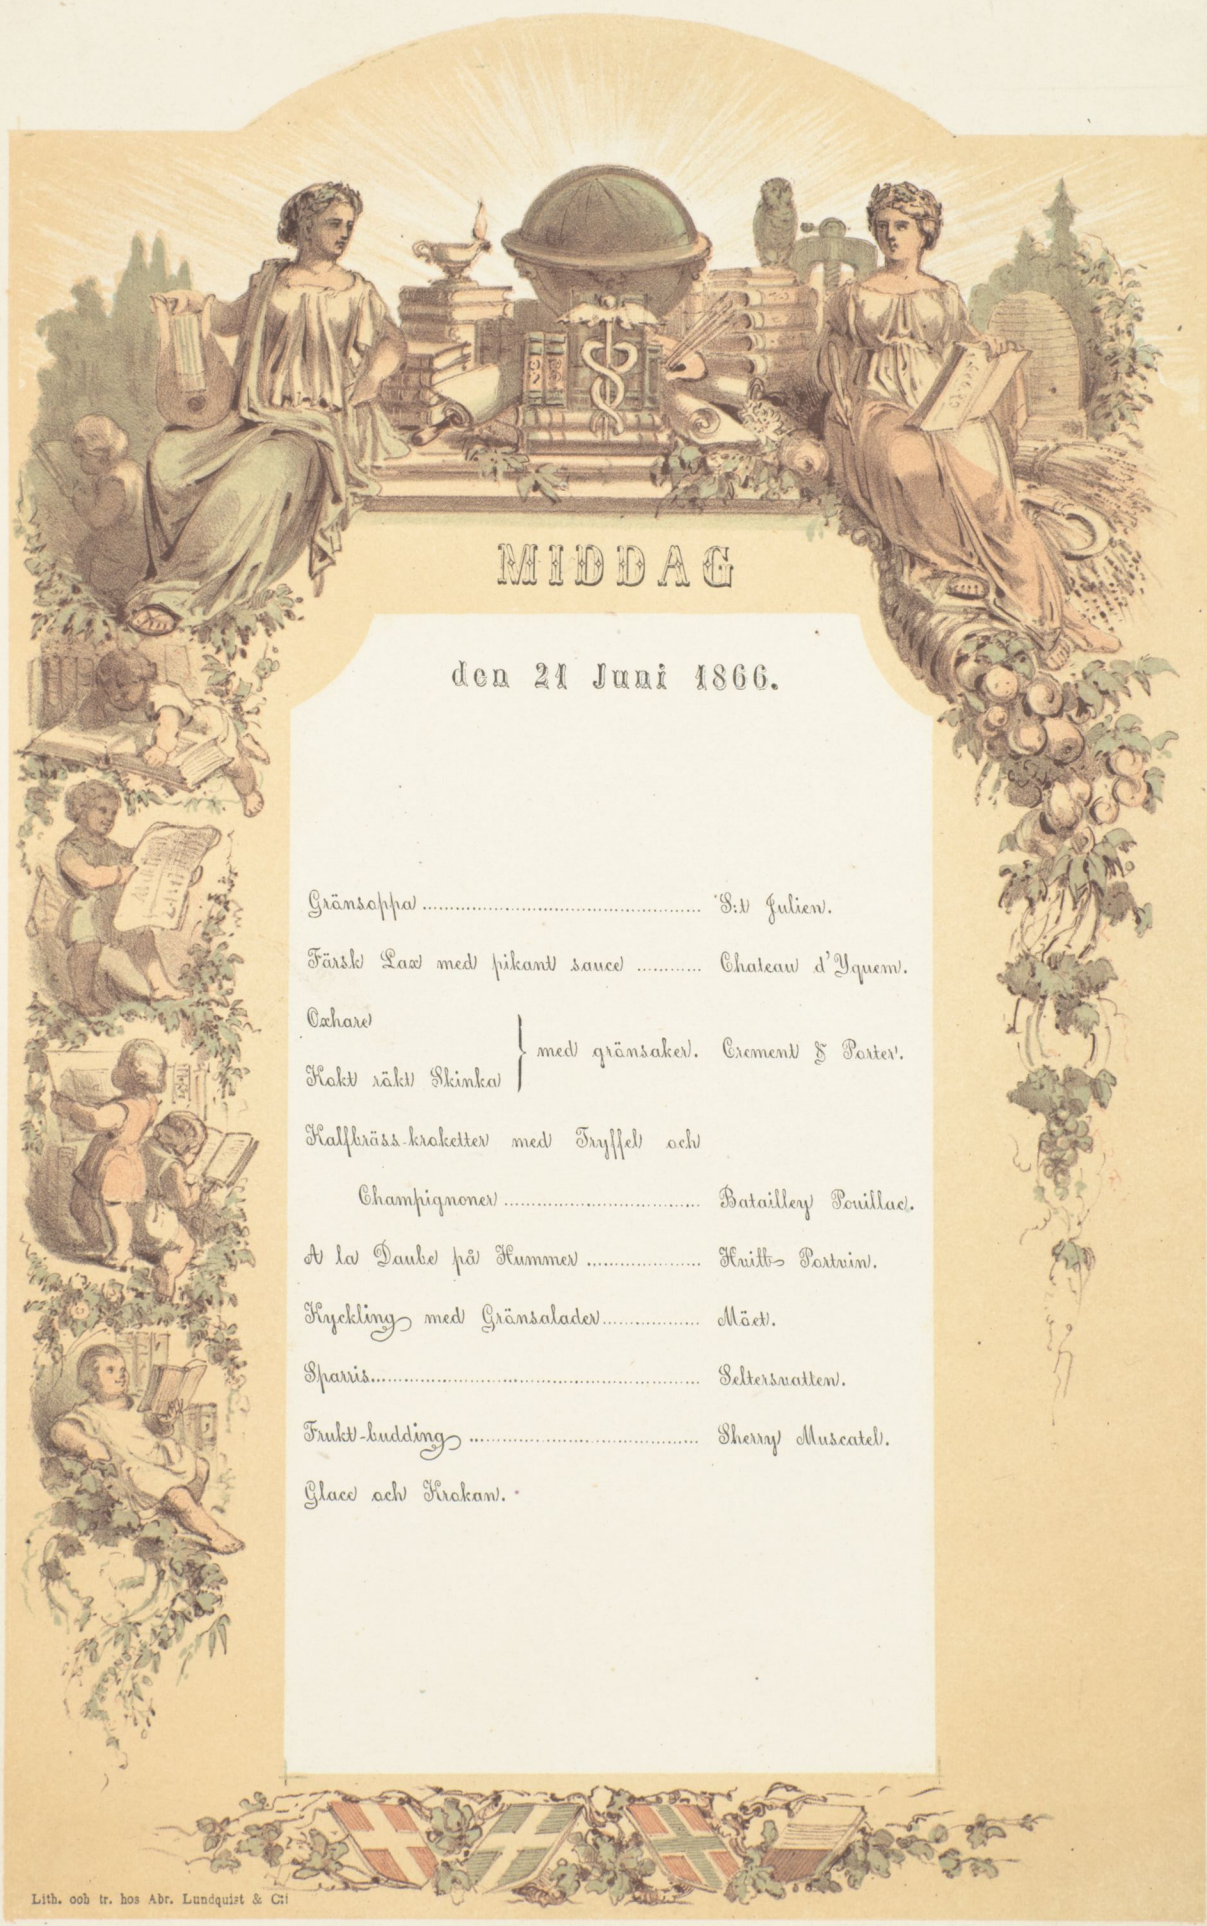 MIDDAG
den 21 Juni 1866.
Grönsoppa ........ S:t Julien.
Färsk Lax med pikant sauce ........ Chateau d'Yquem.
Oxhare
} med grönsaker. Crement & Porter.
Kokt rökt Skinka
Kalfbräss-kroketter med Tryffel och
Champignoner ........ Batailley Pouillac.
A la Daube på Hummer ........ Hvitt Portvin.
Kyckling med Grönsalader ........ Möet.
Sparris ........ Seltersvatten.
Frukt-budding ........ Sherry Muscatel.
Glace och Krokan.
Lith. och tr. hos Abr. Lundquist & C:i